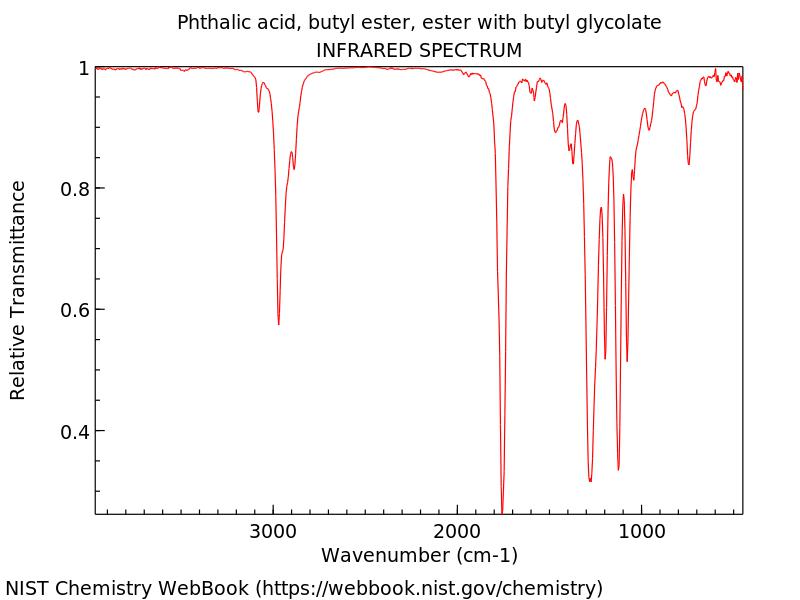 Phthalic acid, butyl ester, ester with butyl glycolate
INFRARED SPECTRUM
1
0.8
0.6
0.4
Relative Transmittance
3000 2000 1000
Wavenumber (cm-1)
NIST Chemistry WebBook (https://webbook.nist.gov/chemistry)